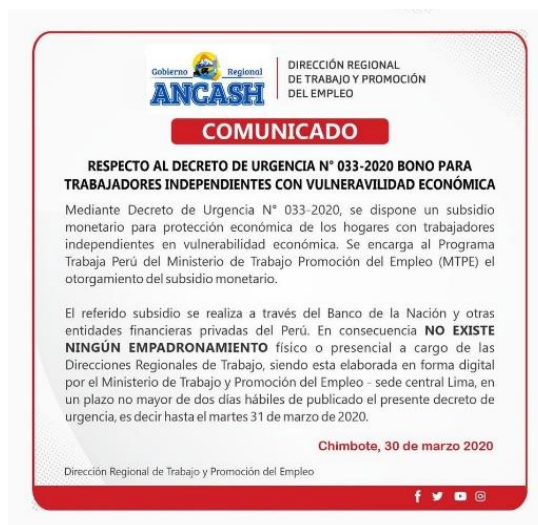 Gobierno Regional
ANCASH
DIRECCIÓN REGIONAL
DE TRABAJO Y PROMOCIÓN
DEL EMPLEO
COMUNICADO
RESPECTO AL DECRETO DE URGENCIA N° 033-2020 BONO PARA
TRABAJADORES INDEPENDIENTES CON VULNERAVILIDAD ECONÓMICA
Mediante Decreto de Urgencia N° 033-2020, se dispone un subsidio
monetario para protección económica de los hogares con trabajadores
independientes en vulnerabilidad económica. Se encarga al Programa
Trabaja Perú del Ministerio de Trabajo Promoción del Empleo (MTPE) el
otorgamiento del subsidio monetario.
El referido subsidio se realiza a través del Banco de la Nación y otras
entidades financieras privadas del Perú. En consecuencia NO EXISTE
NINGÚN EMPADRONAMIENTO físico o presencial a cargo de las
Direcciones Regionales de Trabajo, siendo esta elaborada en forma digital
por el Ministerio de Trabajo y Promoción del Empleo - sede central Lima, en
un plazo no mayor de dos días hábiles de publicado el presente decreto de
urgencia, es decir hasta el martes 31 de marzo de 2020.
Chimbote, 30 de marzo 2020
Dirección Regional de Trabajo y Promoción del Empleo